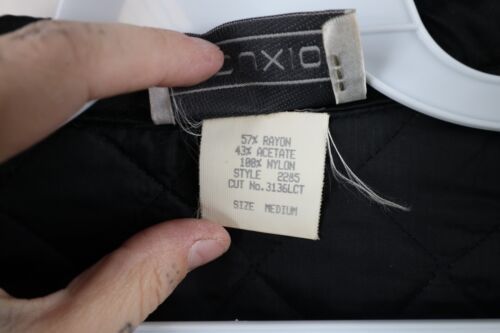 57% RAYON
43% ACETATE
100% NYLON
STYLE 2285
CUT No.3136LCT
SIZE MEDIUM